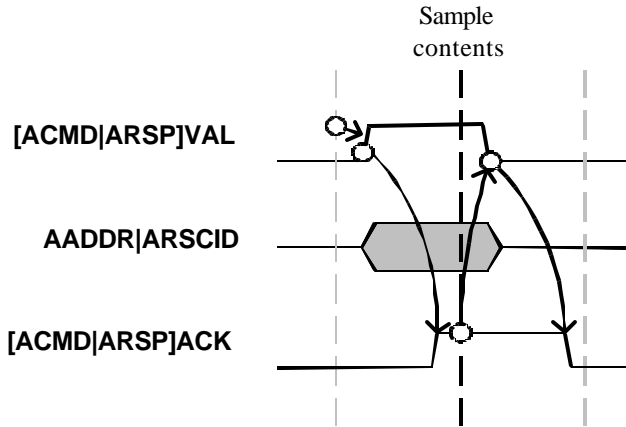 Sample
contents
[ACMD|ARSP]VAL
AADDR|ARSCID
[ACMD|ARSP]ACK